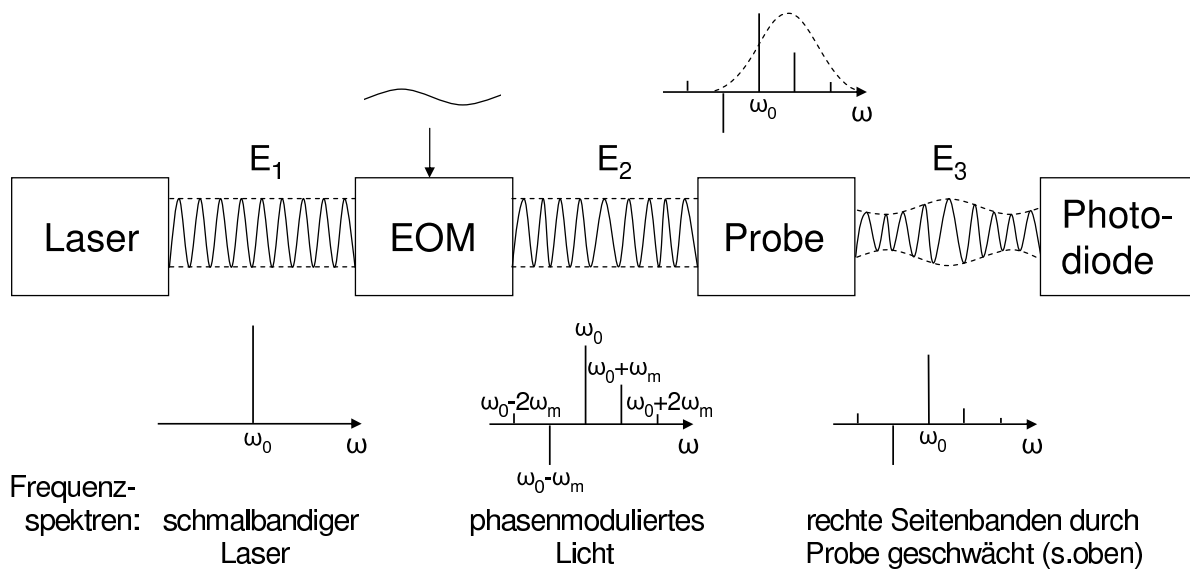 ω₀
ω
E₁
E₂
E₃
Laser
EOM
Probe
Photo-
diode
ω₀
ω
ω₀
ω₀+ωₘ
ω₀-2ωₘ
ω₀+2ωₘ
ω
ω₀-ωₘ
ω₀
ω
Frequenz-
spektren:
schmalbandiger
Laser
phasenmoduliertes
Licht
rechte Seitenbanden durch
Probe geschwächt (s.oben)